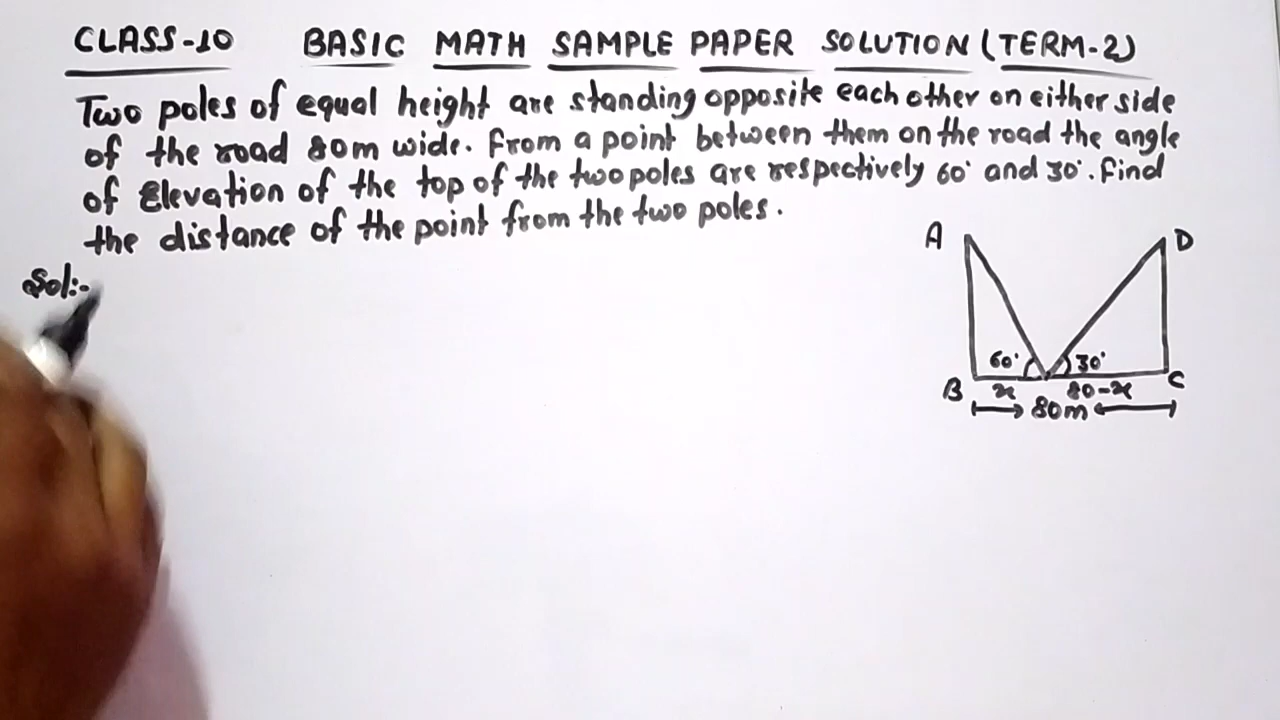 CLASS-10 BASIC MATH SAMPLE PAPER SOLUTION (TERM-2)
Two poles of equal height are standing opposite each other on either side
of the road 80m wide. From a point between them on the road the angle
of Elevation of the top of the two poles are respectively 60° and 30°. Find
the distance of the point from the two poles.
Sol:-
A D
60° 30°
B x 80-x C
80m